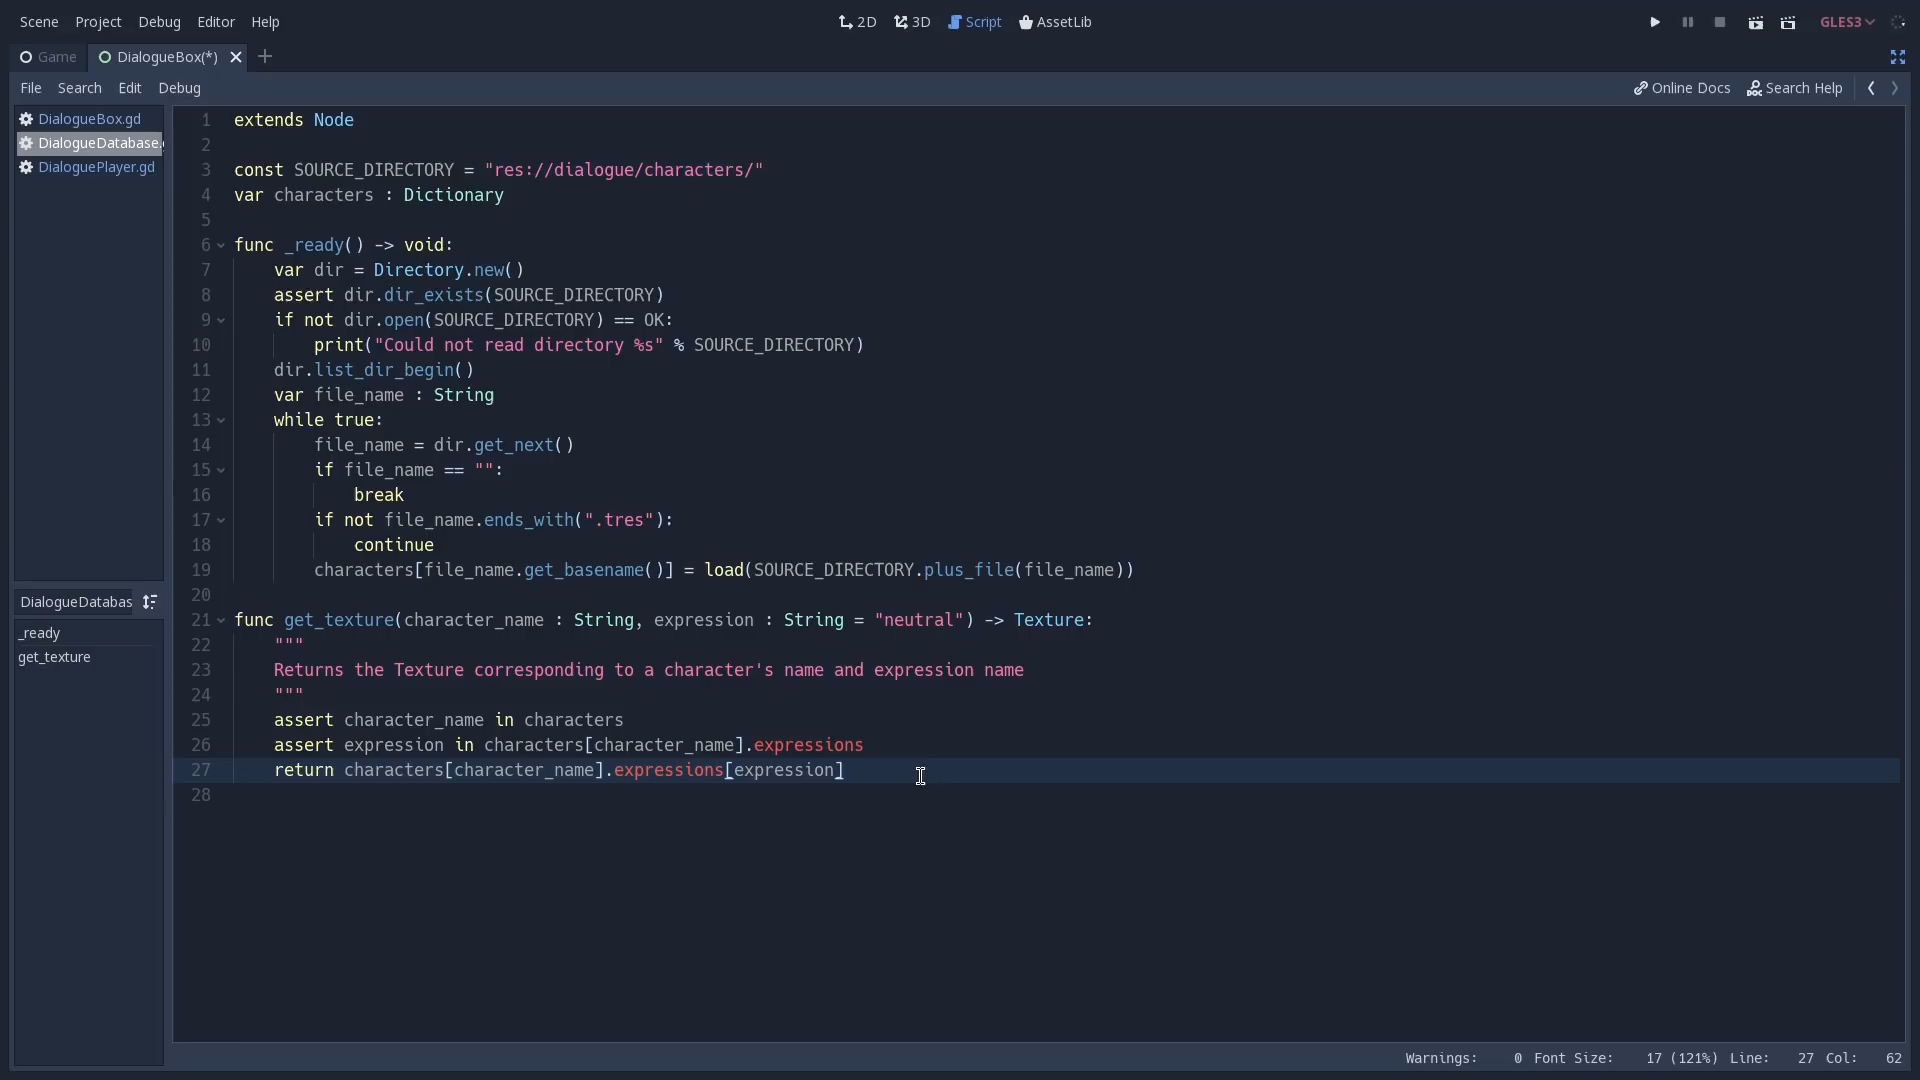 Scene Project Debug Editor Help 2D 3D Script AssetLib GLES3
Game DialogueBox(*)
File Search Edit Debug Online Docs Search Help
DialogueBox.gd
DialogueDatabase.
DialoguePlayer.gd
DialogueDatabas
_ready
get_texture
1 extends Node
2
3 const SOURCE_DIRECTORY = "res://dialogue/characters/"
4 var characters : Dictionary
5
6 func _ready() -> void:
7 var dir = Directory.new()
8 assert dir.dir_exists(SOURCE_DIRECTORY)
9 if not dir.open(SOURCE_DIRECTORY) == OK:
10 print("Could not read directory %s" % SOURCE_DIRECTORY)
11 dir.list_dir_begin()
12 var file_name : String
13 while true:
14 file_name = dir.get_next()
15 if file_name == "":
16 break
17 if not file_name.ends_with(".tres"):
18 continue
19 characters[file_name.get_basename()] = load(SOURCE_DIRECTORY.plus_file(file_name))
20
21 func get_texture(character_name : String, expression : String = "neutral") -> Texture:
22 """
23 Returns the Texture corresponding to a character's name and expression name
24 """
25 assert character_name in characters
26 assert expression in characters[character_name].expressions
27 return characters[character_name].expressions[expression]
28
Warnings: 0 Font Size: 17 (121%) Line: 27 Col: 62